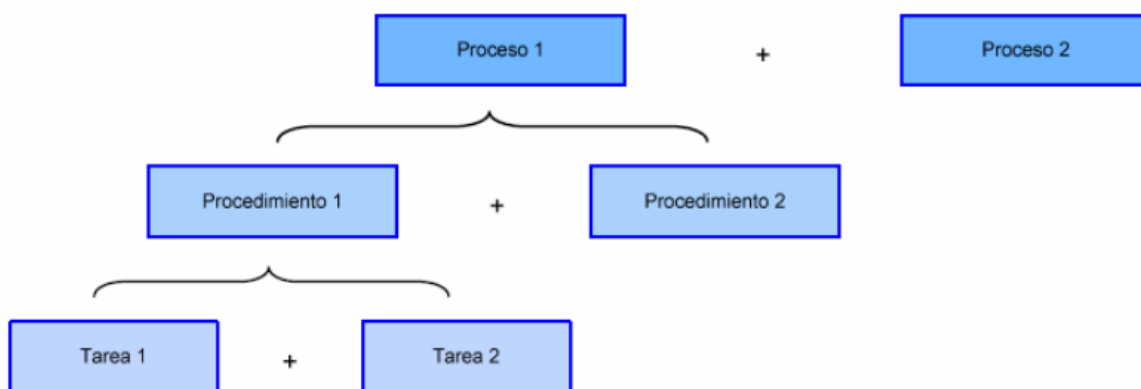 Proceso 1
+
Proceso 2
Procedimiento 1
+
Procedimiento 2
Tarea 1
+
Tarea 2